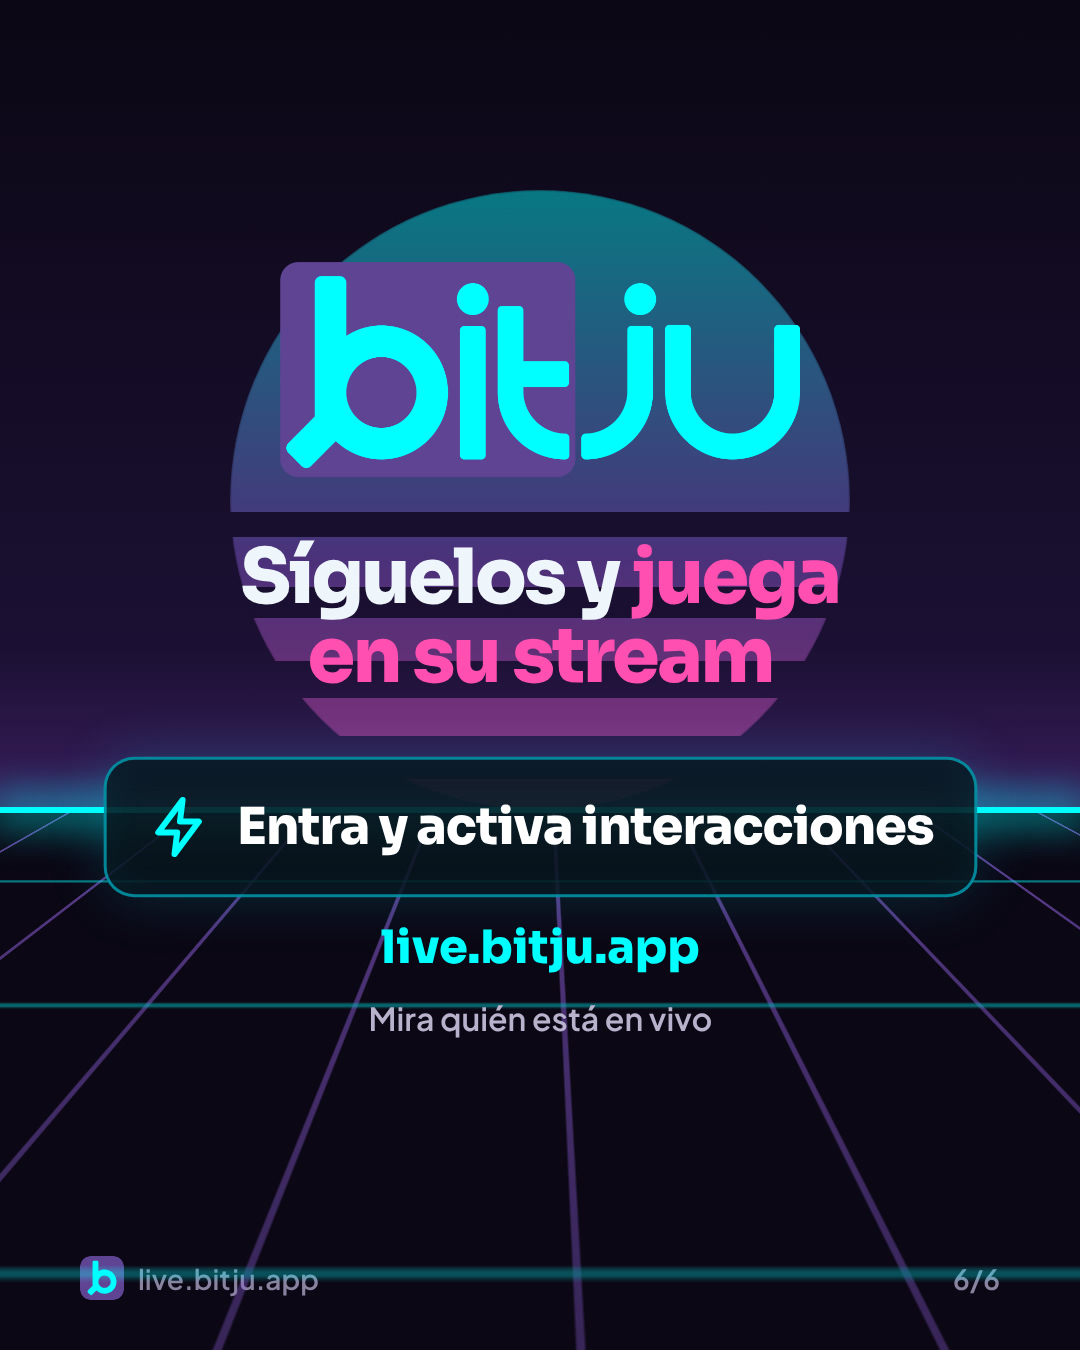 bitju
Síguelos y juega
en su stream
Entra y activa interacciones
live.bitju.app
Mira quién está en vivo
b live.bitju.app
6/6